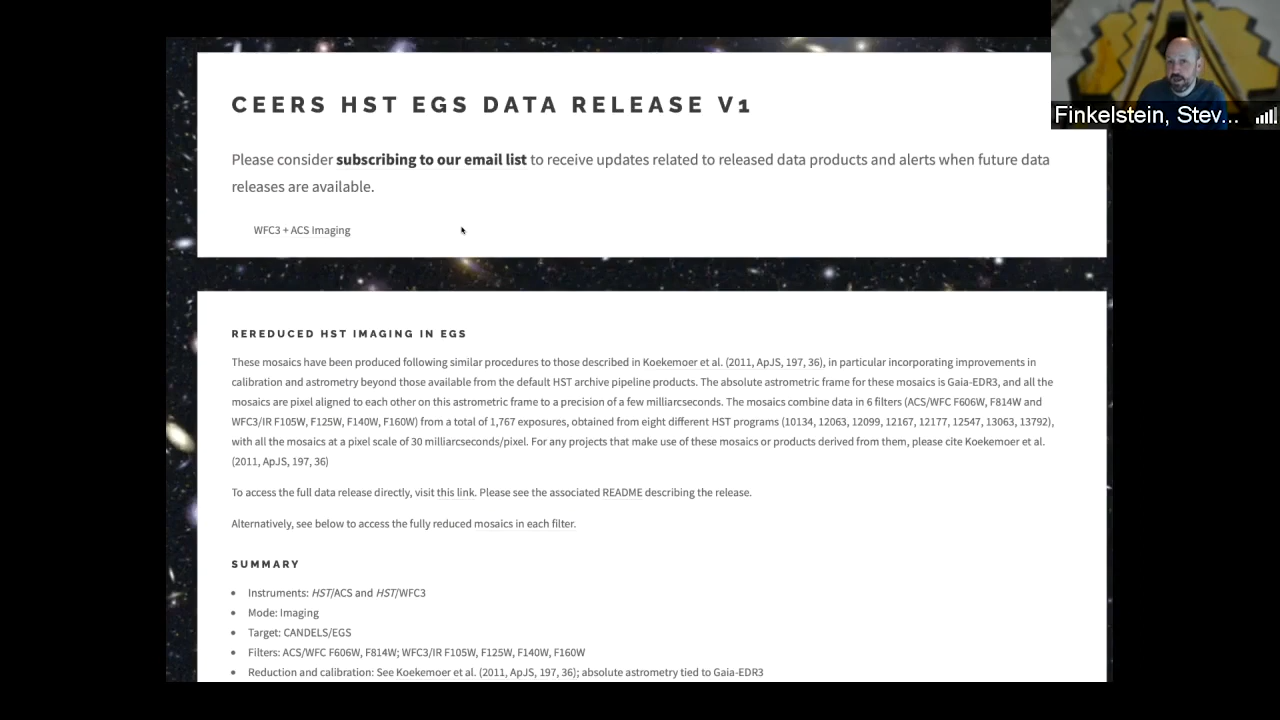 CEERS HST EGS DATA RELEASE V1
Finkelstein, Stev...
Please consider subscribing to our email list to receive updates related to released data products and alerts when future data
releases are available.
WFC3 + ACS Imaging
REREDUCED HST IMAGING IN EGS
These mosaics have been produced following similar procedures to those described in Koekemoer et al. (2011, ApJS, 197, 36), in particular incorporating improvements in
calibration and astrometry beyond those available from the default HST archive pipeline products. The absolute astrometric frame for these mosaics is Gaia-EDR3, and all the
mosaics are pixel aligned to each other on this astrometric frame to a precision of a few milliarcseconds. The mosaics combine data in 6 filters (ACS/WFC F606W, F814W and
WFC3/IR F105W, F125W, F140W, F160W) from a total of 1,767 exposures, obtained from eight different HST programs (10134, 12063, 12099, 12167, 12177, 12547, 13063, 13792),
with all the mosaics at a pixel scale of 30 milliarcseconds/pixel. For any projects that make use of these mosaics or products derived from them, please cite Koekemoer et al.
(2011, ApJS, 197, 36)
To access the full data release directly, visit this link. Please see the associated README describing the release.
Alternatively, see below to access the fully reduced mosaics in each filter.
SUMMARY
• Instruments: HST/ACS and HST/WFC3
• Mode: Imaging
• Target: CANDELS/EGS
• Filters: ACS/WFC F606W, F814W; WFC3/IR F105W, F125W, F140W, F160W
• Reduction and calibration: See Koekemoer et al. (2011, ApJS, 197, 36); absolute astrometry tied to Gaia-EDR3